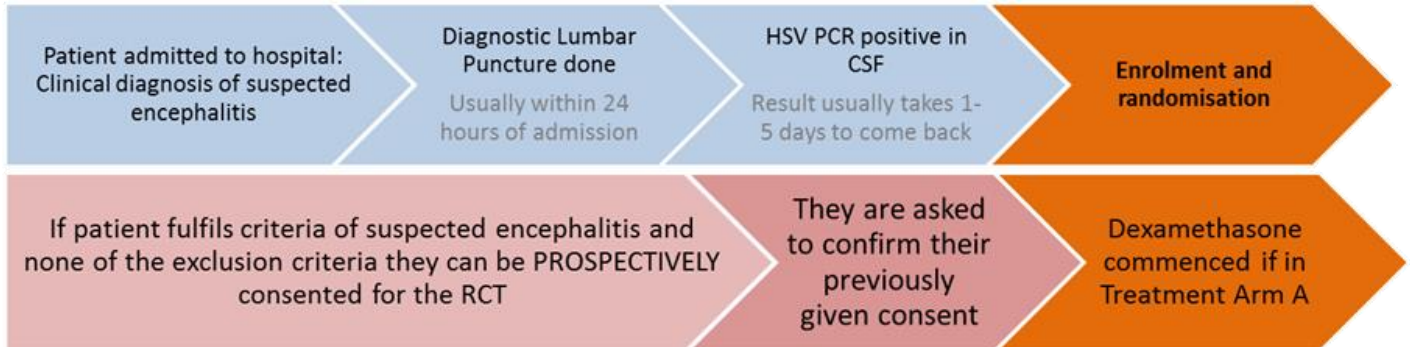 Patient admitted to hospital:
Clinical diagnosis of suspected
encephalitis
Diagnostic Lumbar
Puncture done
Usually within 24
hours of admission
HSV PCR positive in
CSF
Result usually takes 1-
5 days to come back
Enrolment and
randomisation
If patient fulfils criteria of suspected encephalitis and
none of the exclusion criteria they can be PROSPECTIVELY
consented for the RCT
They are asked
to confirm their
previously
given consent
Dexamethasone
commenced if in
Treatment Arm A